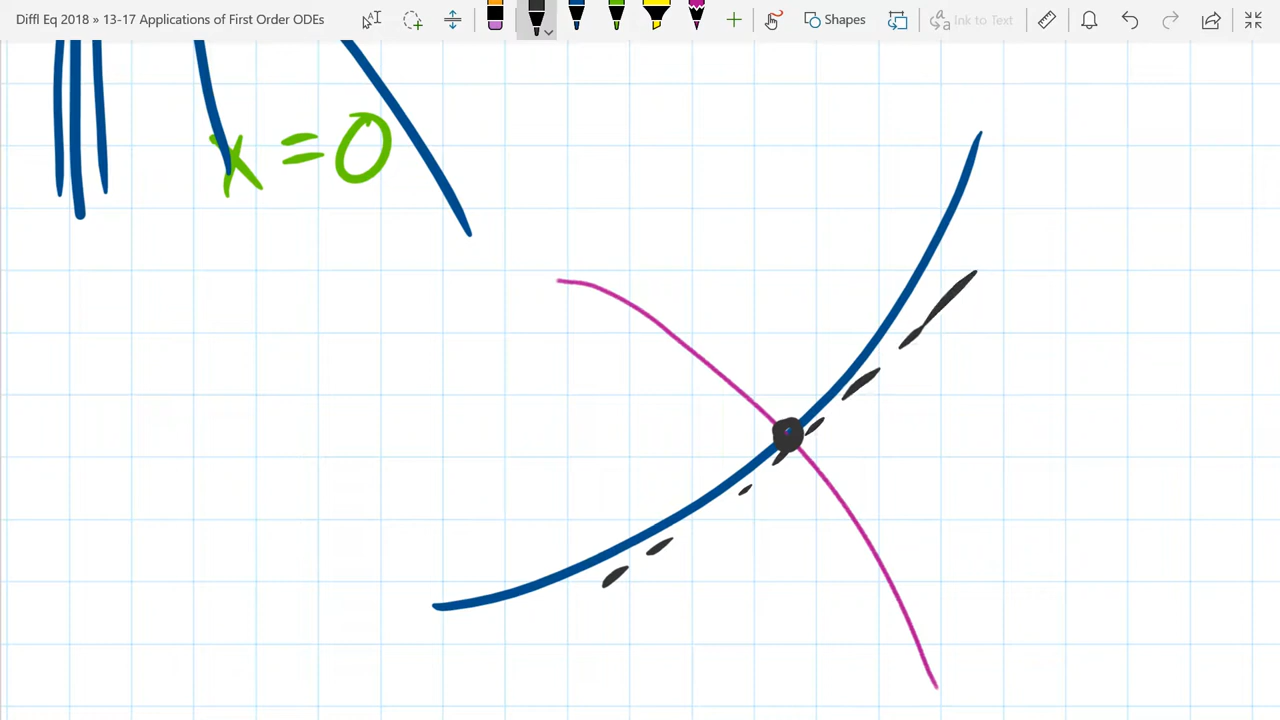 Diffl Eq 2018 » 13-17 Applications of First Order ODEs
Shapes
Ink to Text
x = 0